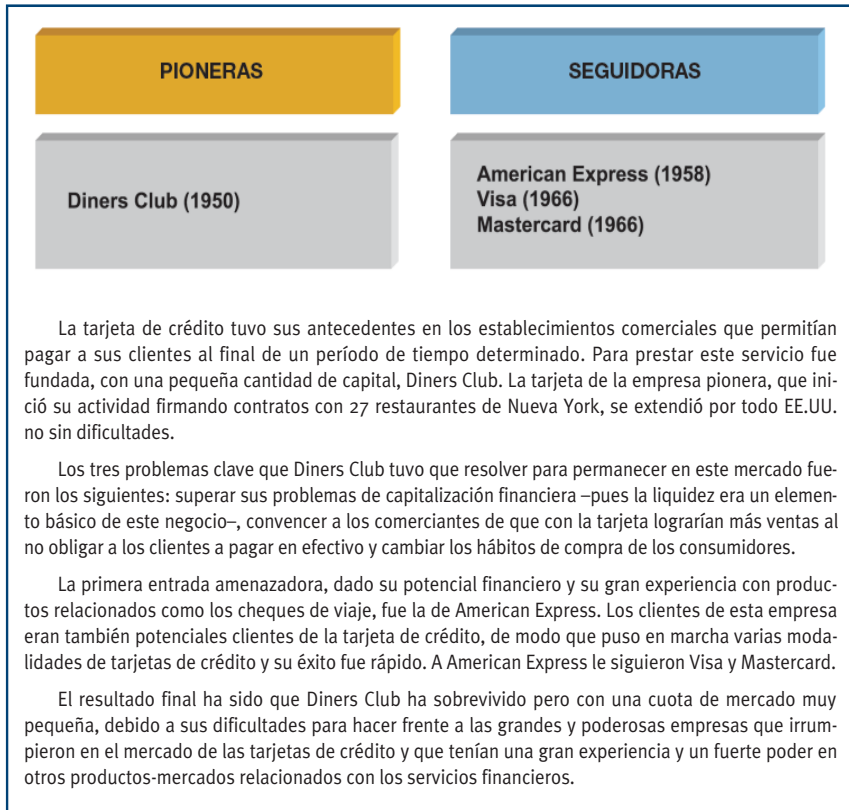 PIONERAS
SEGUIDORAS
Diners Club (1950)
American Express (1958)
Visa (1966)
Mastercard (1966)
La tarjeta de crédito tuvo sus antecedentes en los establecimientos comerciales que permitían
pagar a sus clientes al final de un período de tiempo determinado. Para prestar este servicio fue
fundada, con una pequeña cantidad de capital, Diners Club. La tarjeta de la empresa pionera, que ini-
ció su actividad firmando contratos con 27 restaurantes de Nueva York, se extendió por todo EE.UU.
no sin dificultades.
Los tres problemas clave que Diners Club tuvo que resolver para permanecer en este mercado fue-
ron los siguientes: superar sus problemas de capitalización financiera –pues la liquidez era un elemen-
to básico de este negocio–, convencer a los comerciantes de que con la tarjeta lograrían más ventas al
no obligar a los clientes a pagar en efectivo y cambiar los hábitos de compra de los consumidores.
La primera entrada amenazadora, dado su potencial financiero y su gran experiencia con produc-
tos relacionados como los cheques de viaje, fue la de American Express. Los clientes de esta empresa
eran también potenciales clientes de la tarjeta de crédito, de modo que puso en marcha varias moda-
lidades de tarjetas de crédito y su éxito fue rápido. A American Express le siguieron Visa y Mastercard.
El resultado final ha sido que Diners Club ha sobrevivido pero con una cuota de mercado muy
pequeña, debido a sus dificultades para hacer frente a las grandes y poderosas empresas que irrum-
pieron en el mercado de las tarjetas de crédito y que tenían una gran experiencia y un fuerte poder en
otros productos-mercados relacionados con los servicios financieros.